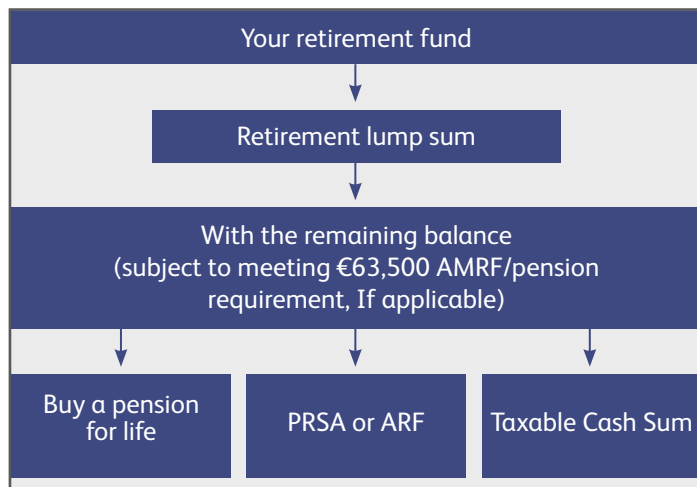 Your retirement fund
Retirement lump sum
With the remaining balance
(subject to meeting €63,500 AMRF/pension
requirement, If applicable)
Buy a pension
for life
PRSA or ARF
Taxable Cash Sum